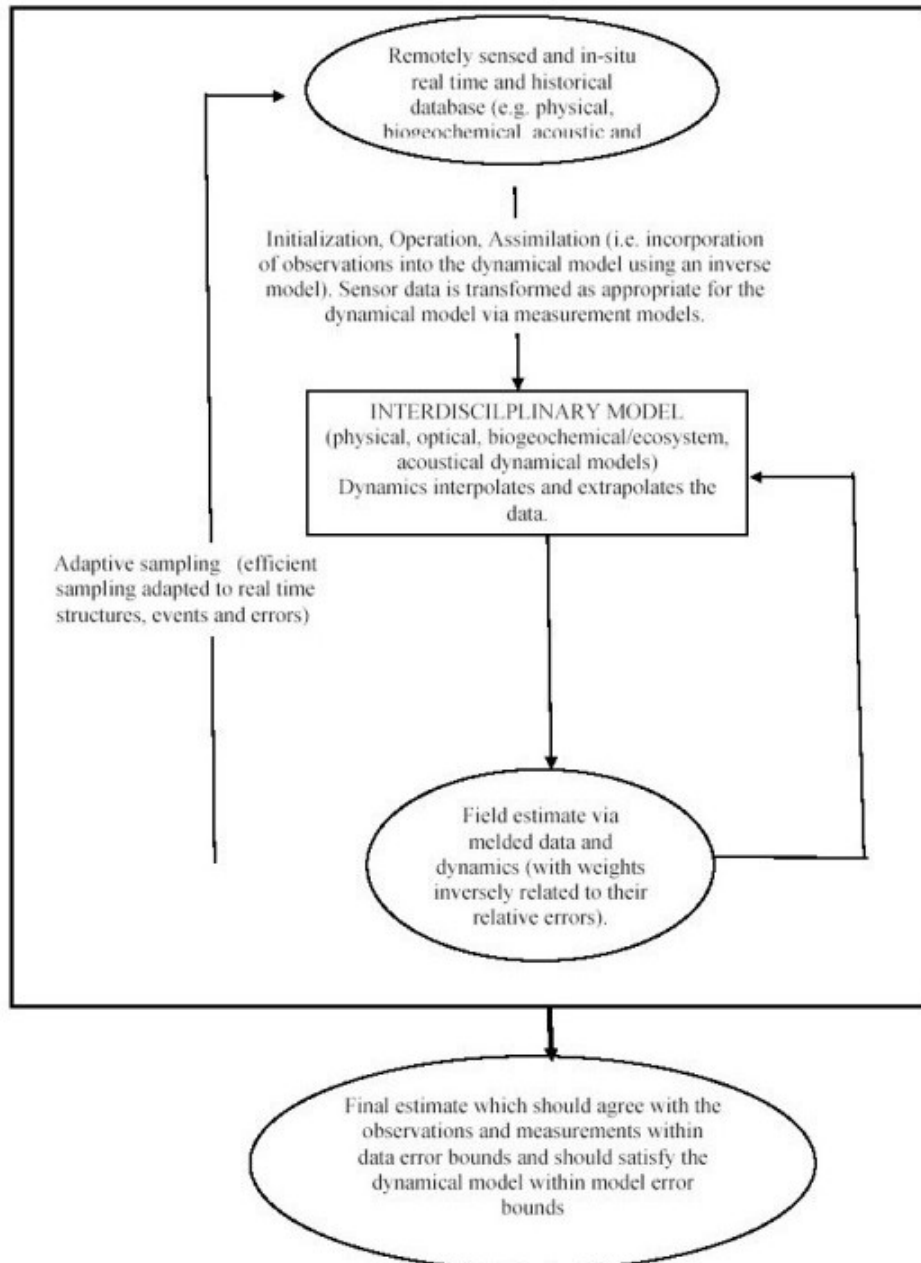 Remotely sensed and in-situ
real time and historical
database (e.g. physical,
biogeochemical, acoustic and
Initialization, Operation, Assimilation (i.e. incorporation
of observations into the dynamical model using an inverse
model). Sensor data is transformed as appropriate for the
dynamical model via measurement models.
INTERDISCILPLINARY MODEL
(physical, optical, biogeochemical/ecosystem,
acoustical dynamical models)
Dynamics interpolates and extrapolates the
data.
Adaptive sampling (efficient
sampling adapted to real time
structures, events and errors)
Field estimate via
melded data and
dynamics (with weights
inversely related to their
relative errors).
Final estimate which should agree with the
observations and measurements within
data error bounds and should satisfy the
dynamical model within model error
bounds